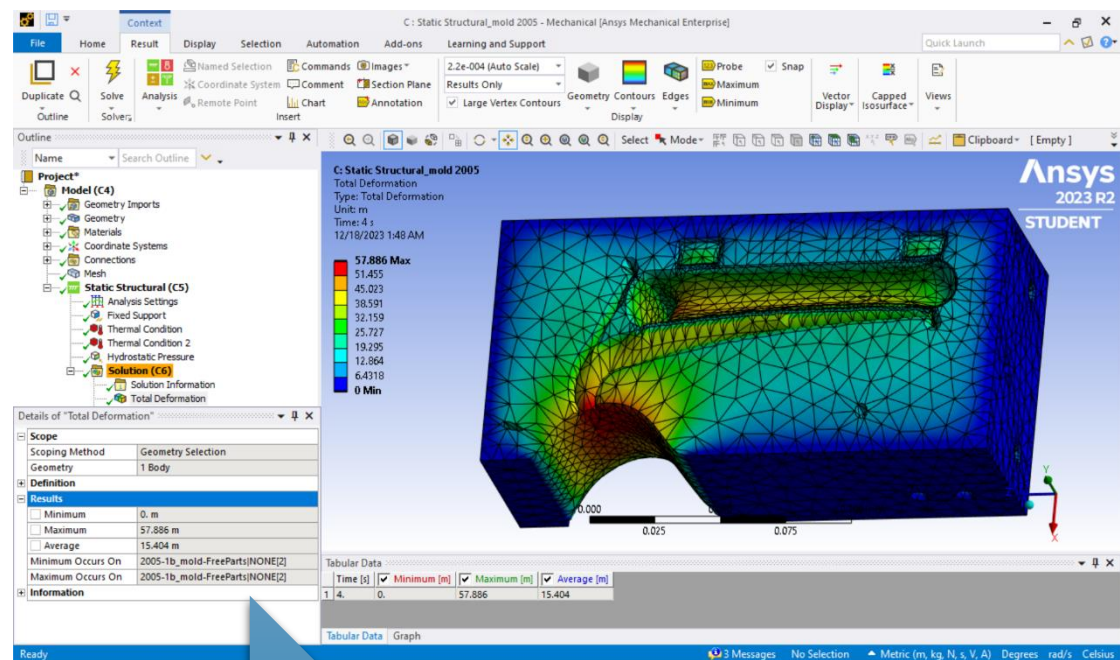 Context
C : Static Structural_mold 2005 - Mechanical [Ansys Mechanical Enterprise]
File Home Result Display Selection Automation Add-ons Learning and Support Quick Launch
Duplicate Q
Outline
Solve
Solvers
Analysis
Named Selection
Coordinate System
Remote Point
Commands
Comment
Chart
Images
Section Plane
Annotation
Insert
2.2e-004 (Auto Scale)
Results Only
Large Vertex Contours
Geometry Contours Edges
Probe
Maximum
Minimum
Snap
Display
Vector Display
Capped Isosurface
Views
Outline
Name Search Outline
Select Mode Clipboard [ Empty ]
Project*
Model (C4)
Geometry Imports
Geometry
Materials
Coordinate Systems
Connections
Mesh
Static Structural (C5)
Analysis Settings
Fixed Support
Thermal Condition
Thermal Condition 2
Hydrostatic Pressure
Solution (C6)
Solution Information
Total Deformation
C: Static Structural_mold 2005
Total Deformation
Type: Total Deformation
Unit: m
Time: 4 s
12/18/2023 1:48 AM
57.886 Max
51.455
45.023
38.591
32.159
25.727
19.295
12.864
6.4318
0 Min
Ansys
2023 R2
STUDENT
0.000
0.025
0.075
Y
X
Details of "Total Deformation"
Scope
Scoping Method Geometry Selection
Geometry 1 Body
Definition
Results
Minimum 0. m
Maximum 57.886 m
Average 15.404 m
Minimum Occurs On 2005-1b_mold-FreeParts|NONE[2]
Maximum Occurs On 2005-1b_mold-FreeParts|NONE[2]
Information
Tabular Data
Time [s] Minimum [m] Maximum [m] Average [m]
1 4. 0. 57.886 15.404
Tabular Data Graph
Ready 3 Messages No Selection Metric (m, kg, N, s, V, A) Degrees rad/s Celsius